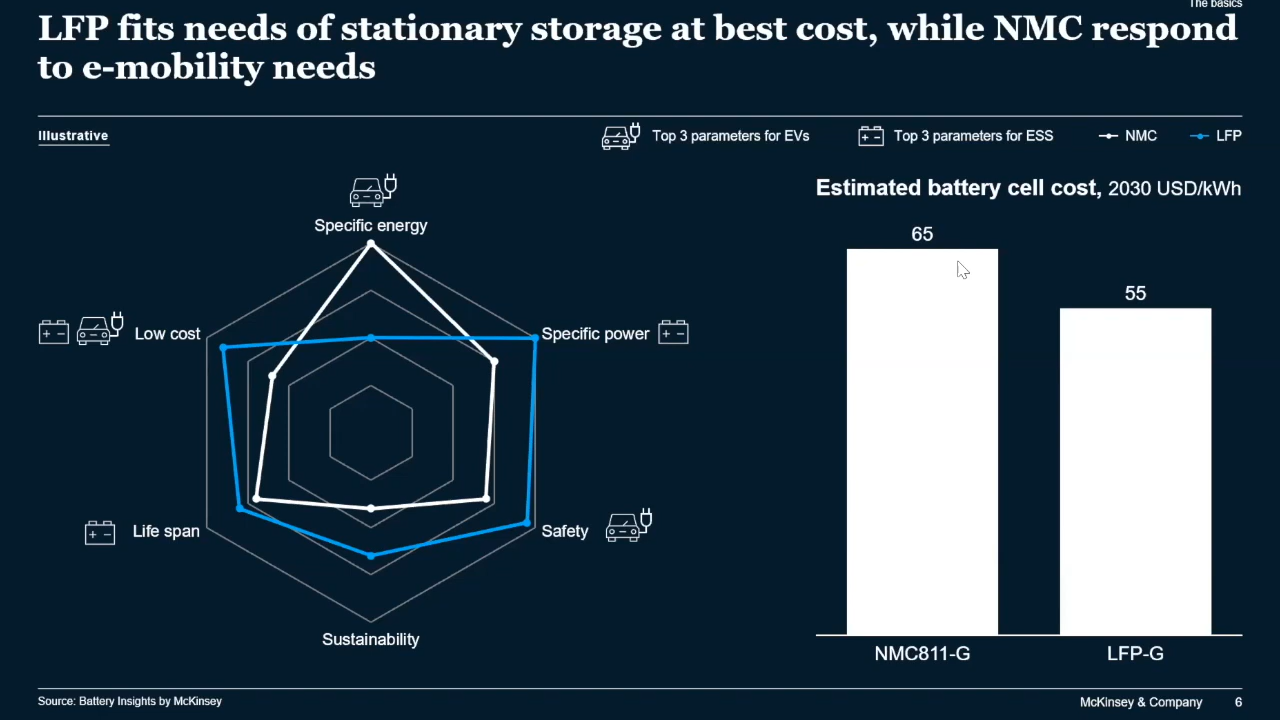 The basics
LFP fits needs of stationary storage at best cost, while NMC respond
to e-mobility needs
Illustrative
Top 3 parameters for EVs
Top 3 parameters for ESS
NMC
LFP
Estimated battery cell cost, 2030 USD/kWh
Specific energy
Low cost
Specific power
Life span
Safety
Sustainability
65
55
NMC811-G
LFP-G
Source: Battery Insights by McKinsey
McKinsey & Company
6